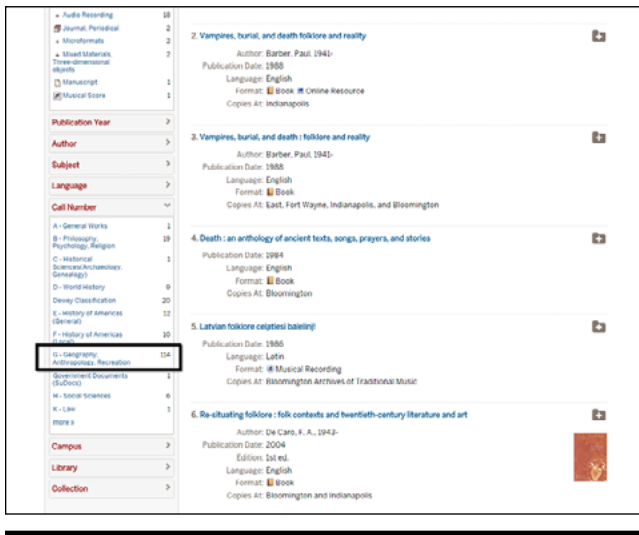 Audio Recording 18
Journal, Periodical 2
Microformats 2
Mixed Materials, 2
Three-dimensional
objects
Manuscript 1
Musical Score 1
Publication Year
Author
Subject
Language
Call Number
A - General Works 1
B - Philosophy, 19
Psychology, Religion
C - Historical 1
Sciences(Archaeology,
Genealogy)
D - World History 9
Dewey Classification 20
E - History of Americas 12
(General)
F - History of Americas 10
(Local)
G - Geography, 114
Anthropology, Recreation
Government Documents 1
(SuDocs)
H - Social Sciences 6
K - Law 1
more »
Campus
Library
Collection
2. Vampires, burial, and death folklore and reality
Author: Barber, Paul, 1941-
Publication Date: 1988
Language: English
Format: Book Online Resource
Copies At: Indianapolis
3. Vampires, burial, and death : folklore and reality
Author: Barber, Paul, 1941-
Publication Date: 1988
Language: English
Format: Book
Copies At: East, Fort Wayne, Indianapolis, and Bloomington
4. Death : an anthology of ancient texts, songs, prayers, and stories
Publication Date: 1984
Language: English
Format: Book
Copies At: Bloomington
5. Latvian folklore
Publication Date: 1986
Language: Latin
Format: Musical Recording
Copies At: Bloomington Archives of Traditional Music
6. Re-situating folklore : folk contexts and twentieth-century literature and art
Author: De Caro, F. A., 1943-
Publication Date: 2004
Edition: 1st ed.
Language: English
Format: Book
Copies At: Bloomington and Indianapolis